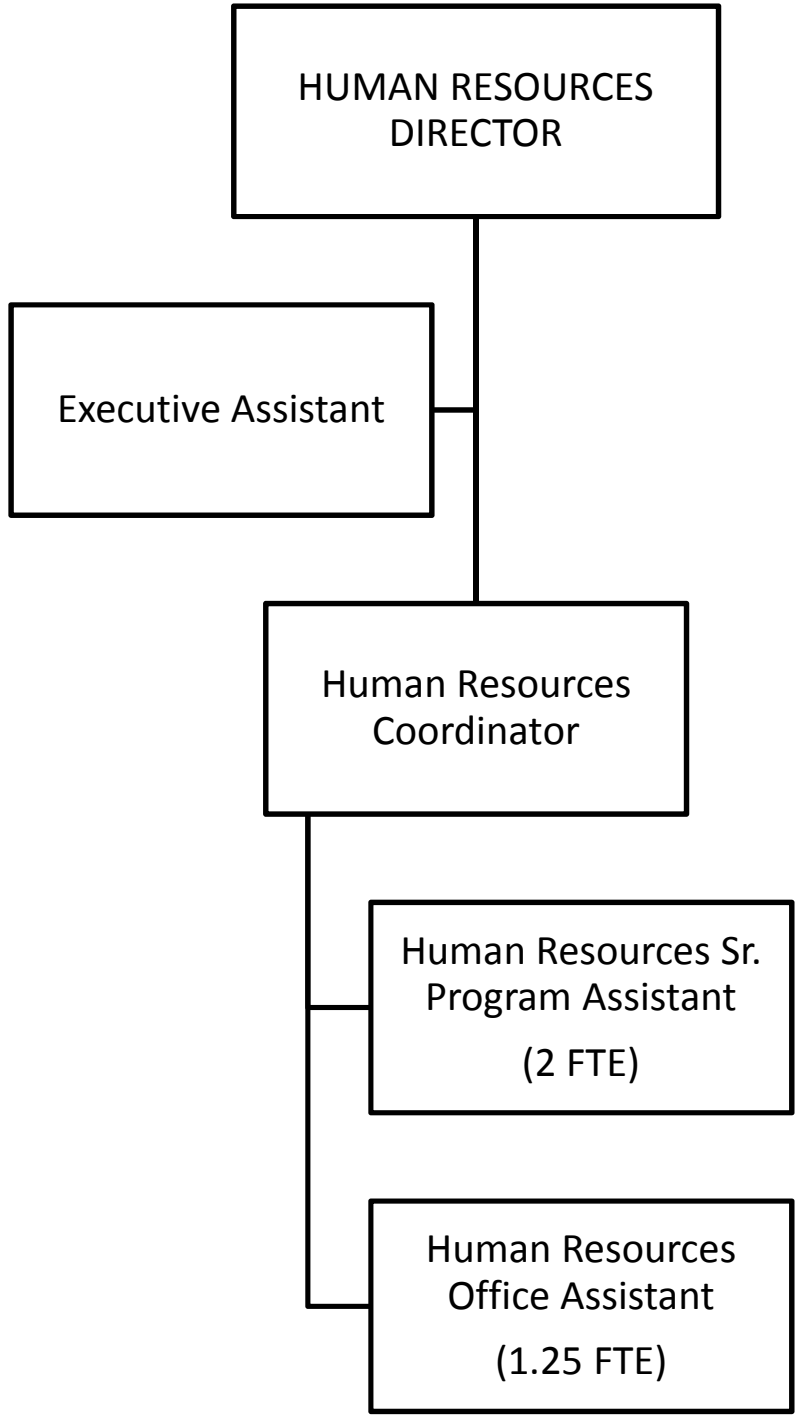 HUMAN RESOURCES
DIRECTOR
Executive Assistant
Human Resources
Coordinator
Human Resources Sr.
Program Assistant
(2 FTE)
Human Resources
Office Assistant
(1.25 FTE)